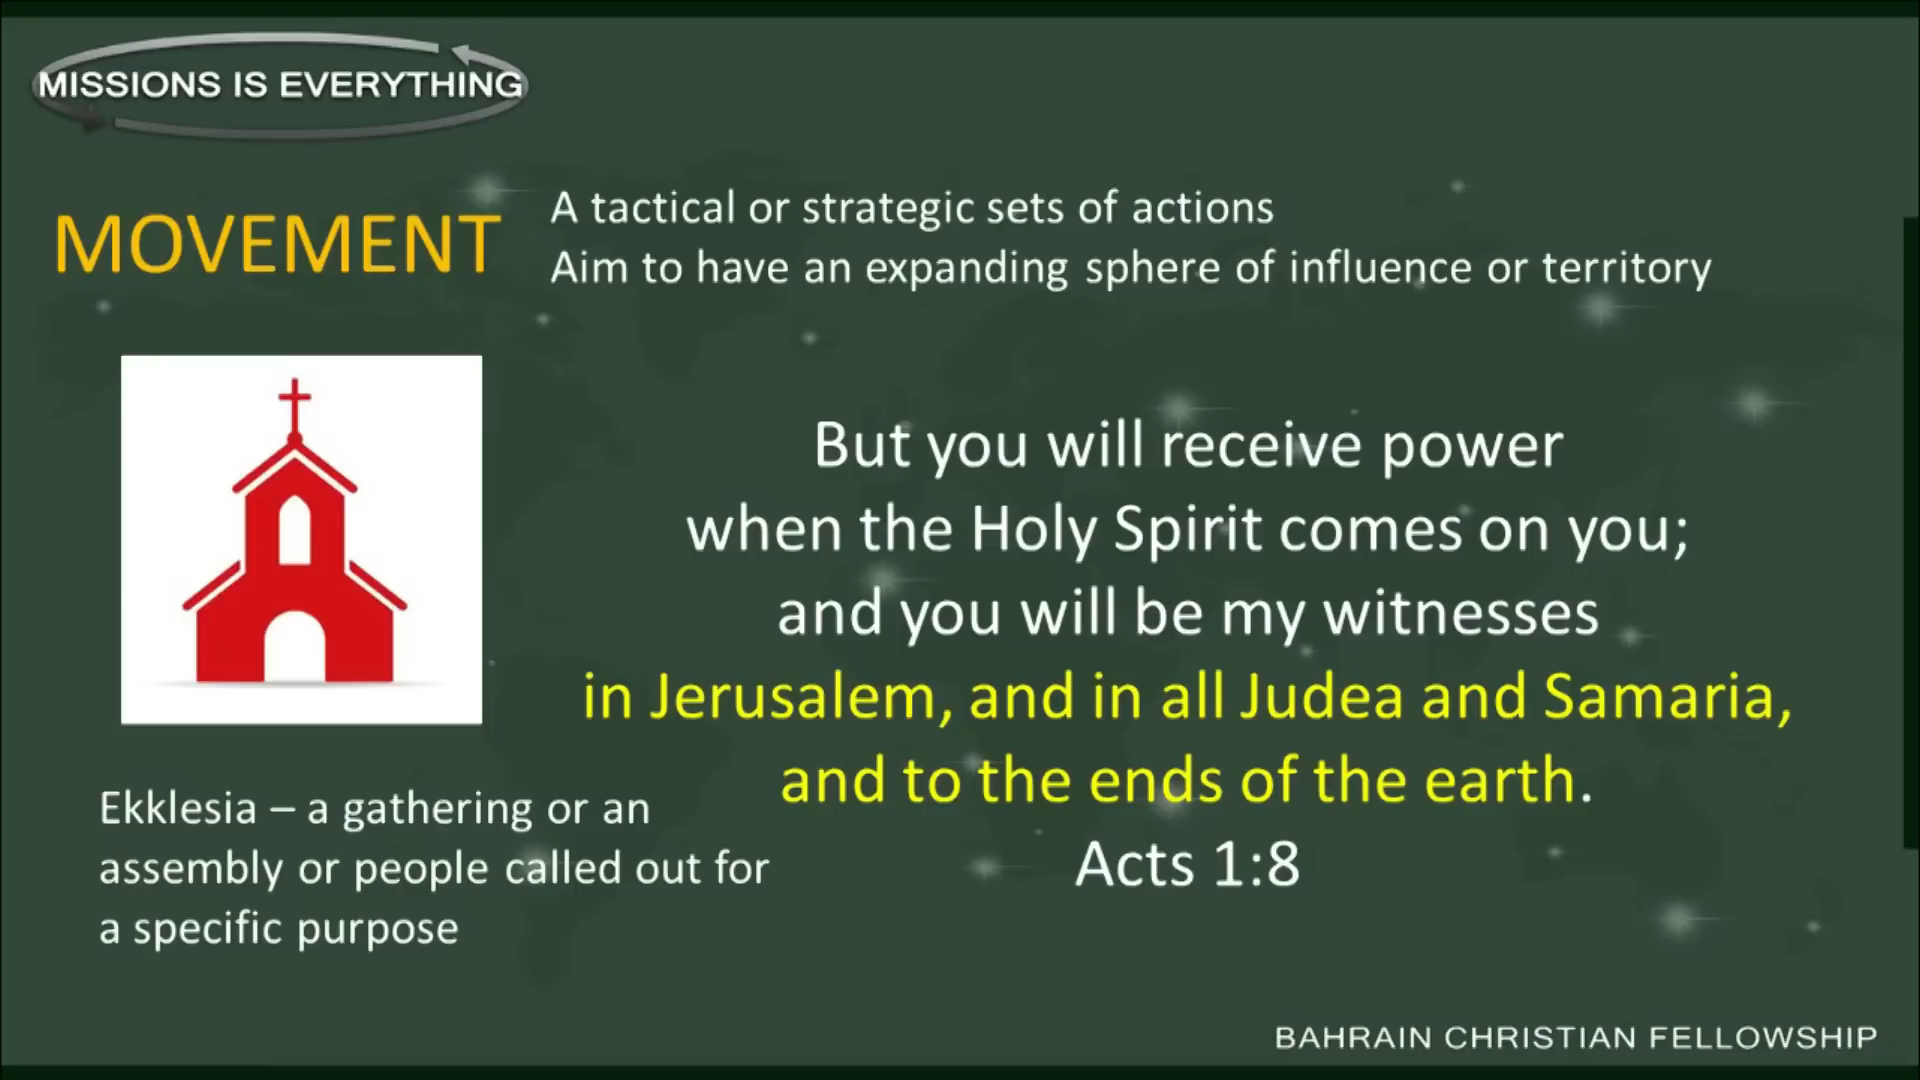 MISSIONS IS EVERYTHING
MOVEMENT
A tactical or strategic sets of actions
Aim to have an expanding sphere of influence or territory
But you will receive power
when the Holy Spirit comes on you;
and you will be my witnesses
in Jerusalem, and in all Judea and Samaria,
and to the ends of the earth.
Acts 1:8
Ekklesia – a gathering or an
assembly or people called out for
a specific purpose
BAHRAIN CHRISTIAN FELLOWSHIP